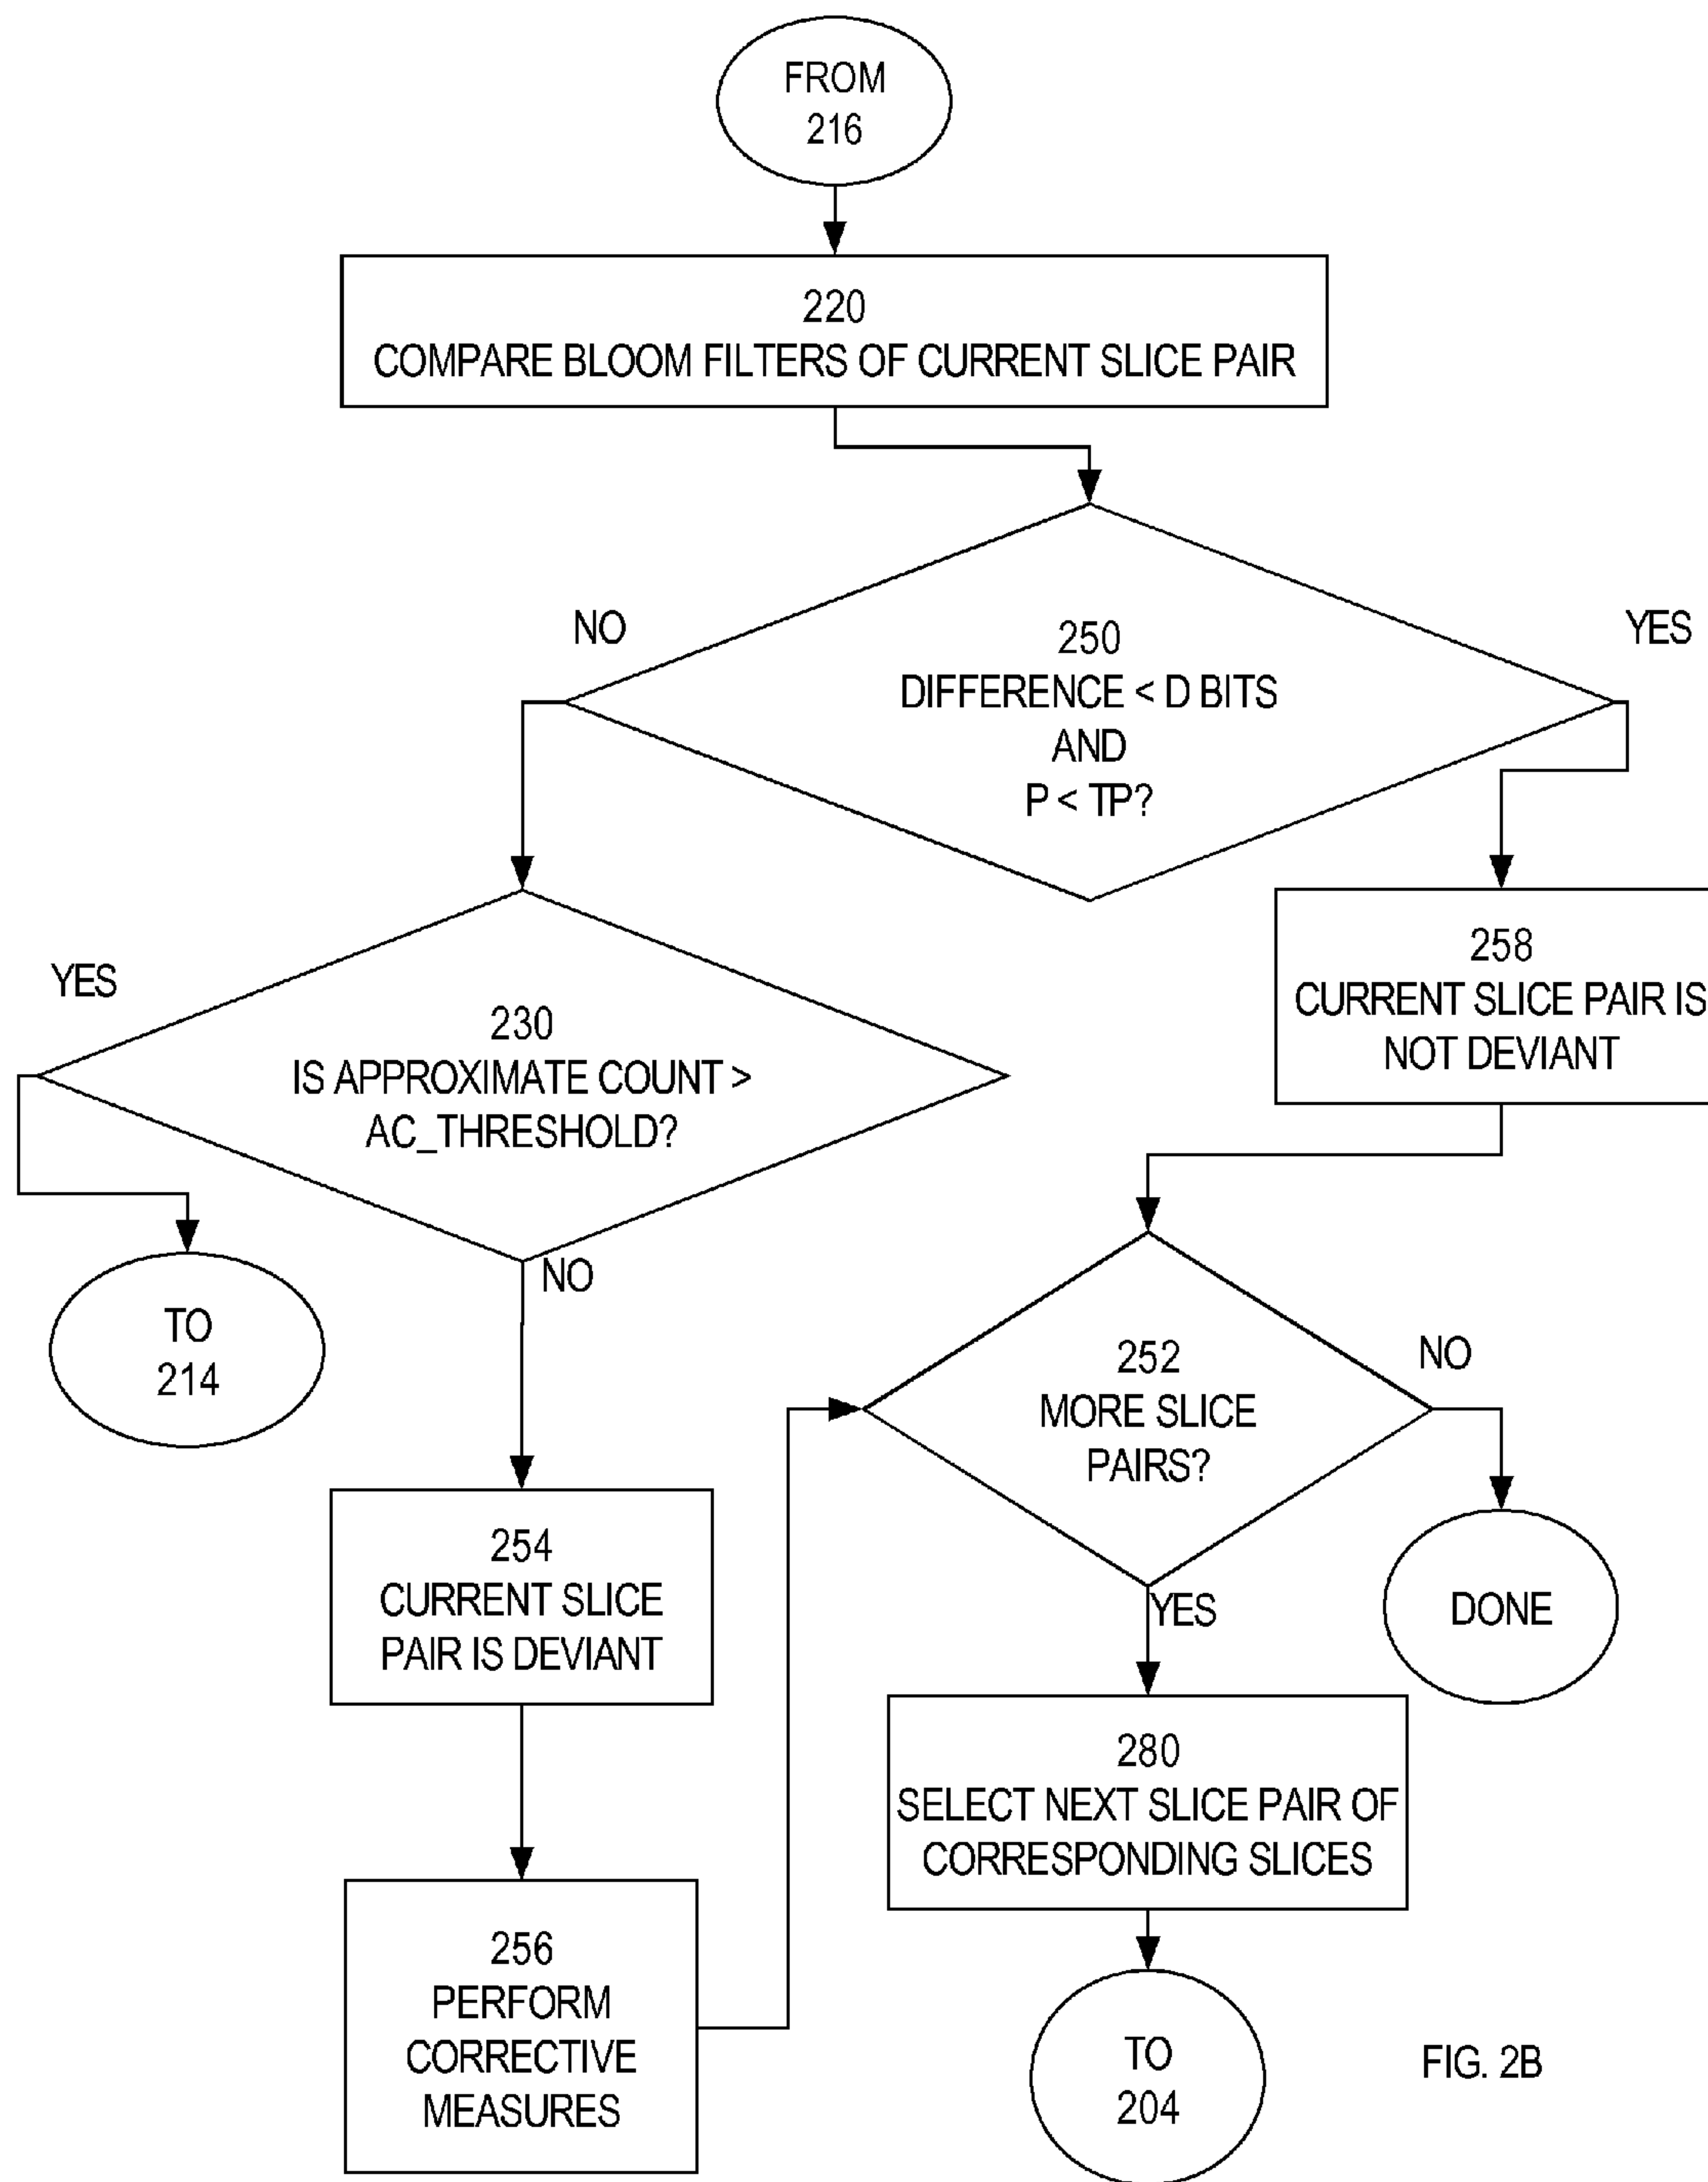 FROM
216
220
COMPARE BLOOM FILTERS OF CURRENT SLICE PAIR
NO
YES
250
DIFFERENCE < D BITS
AND
P < TP?
258
CURRENT SLICE PAIR IS
NOT DEVIANT
YES
230
IS APPROXIMATE COUNT >
AC_THRESHOLD?
NO
TO
214
252
MORE SLICE
PAIRS?
NO
YES
DONE
254
CURRENT SLICE
PAIR IS DEVIANT
280
SELECT NEXT SLICE PAIR OF
CORRESPONDING SLICES
256
PERFORM
CORRECTIVE
MEASURES
TO
204
FIG. 2B